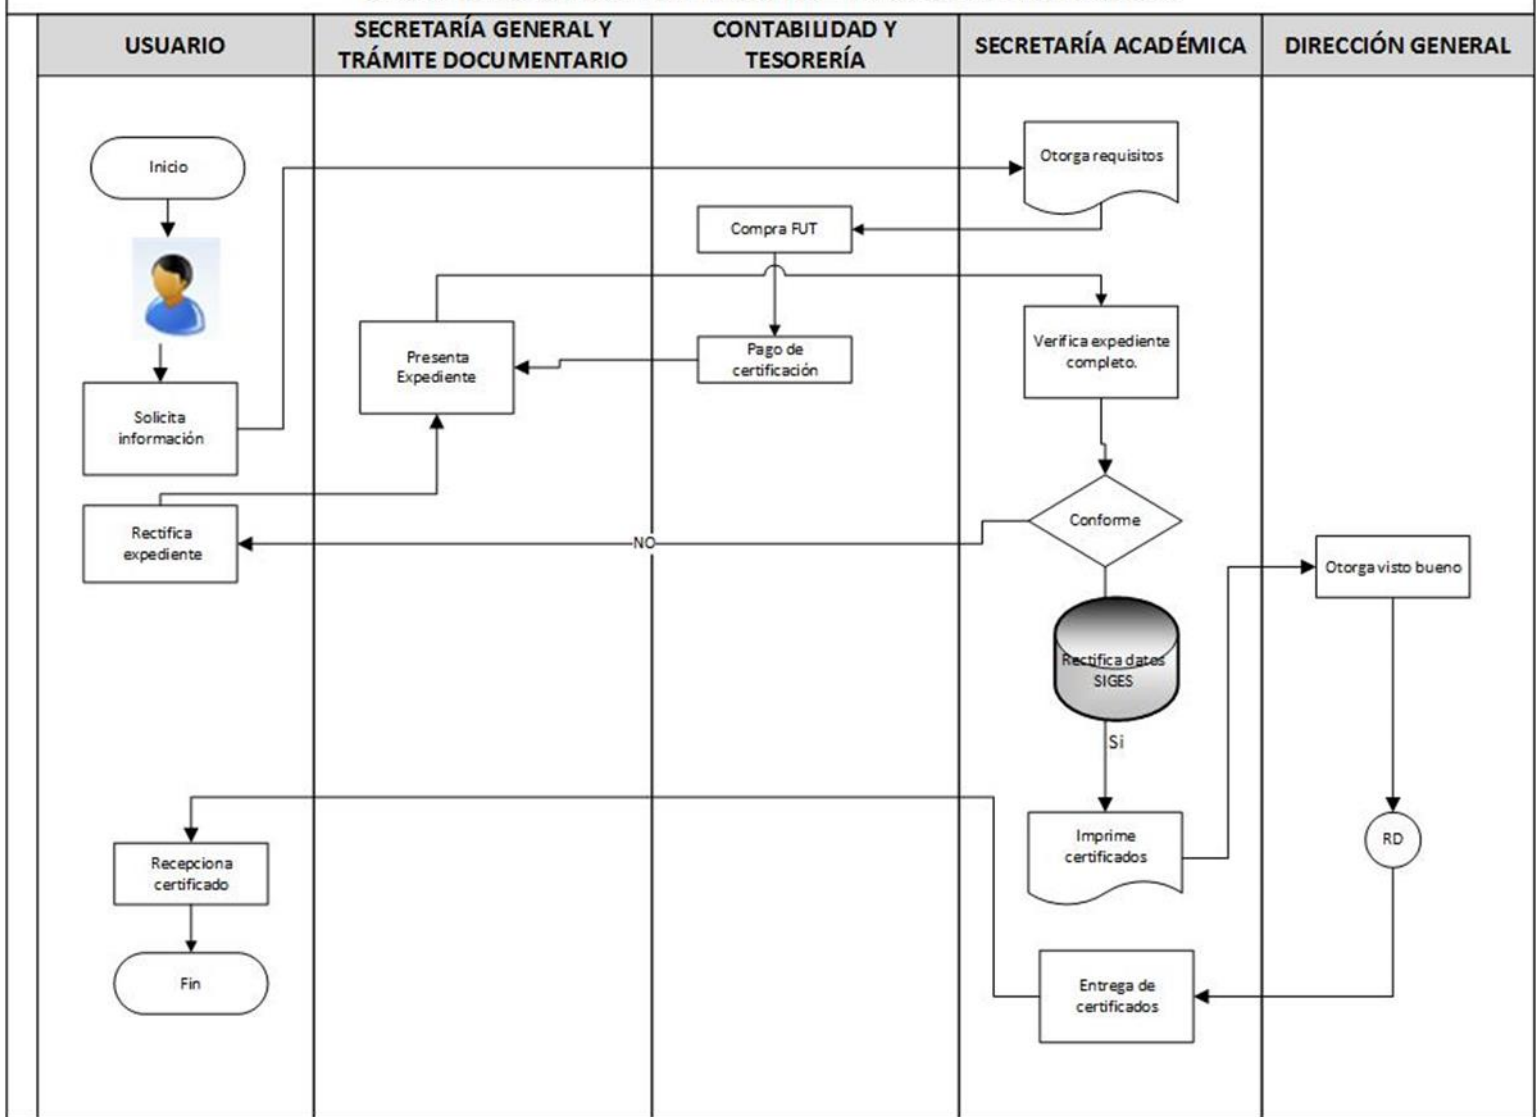 USUARIO
SECRETARÍA GENERAL Y
TRÁMITE DOCUMENTARIO
CONTABILIDAD Y
TESORERÍA
SECRETARÍA ACADÉMICA
DIRECCIÓN GENERAL
Inicio
Otorga requisitos
Compra FUT
Verifica expediente
completo.
Presenta
Expediente
Pago de
certificación
Solicita
información
Conforme
Rectifica
expediente
NO
Otorga visto bueno
Rectifica datos
SIGES
Si
Imprime
certificados
RD
Recepciona
certificado
Fin
Entrega de
certificados